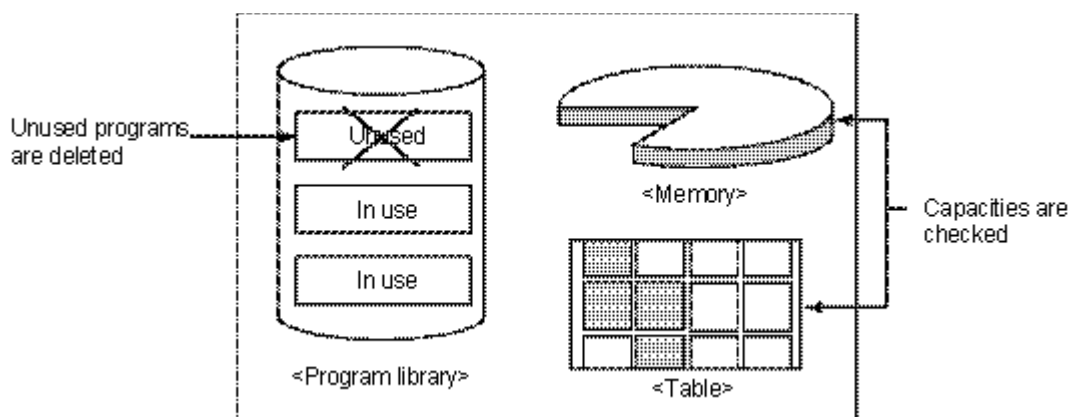 Unused programs
are deleted
Unused
In use
In use
<Program library>
<Memory>
<Table>
Capacities are
checked